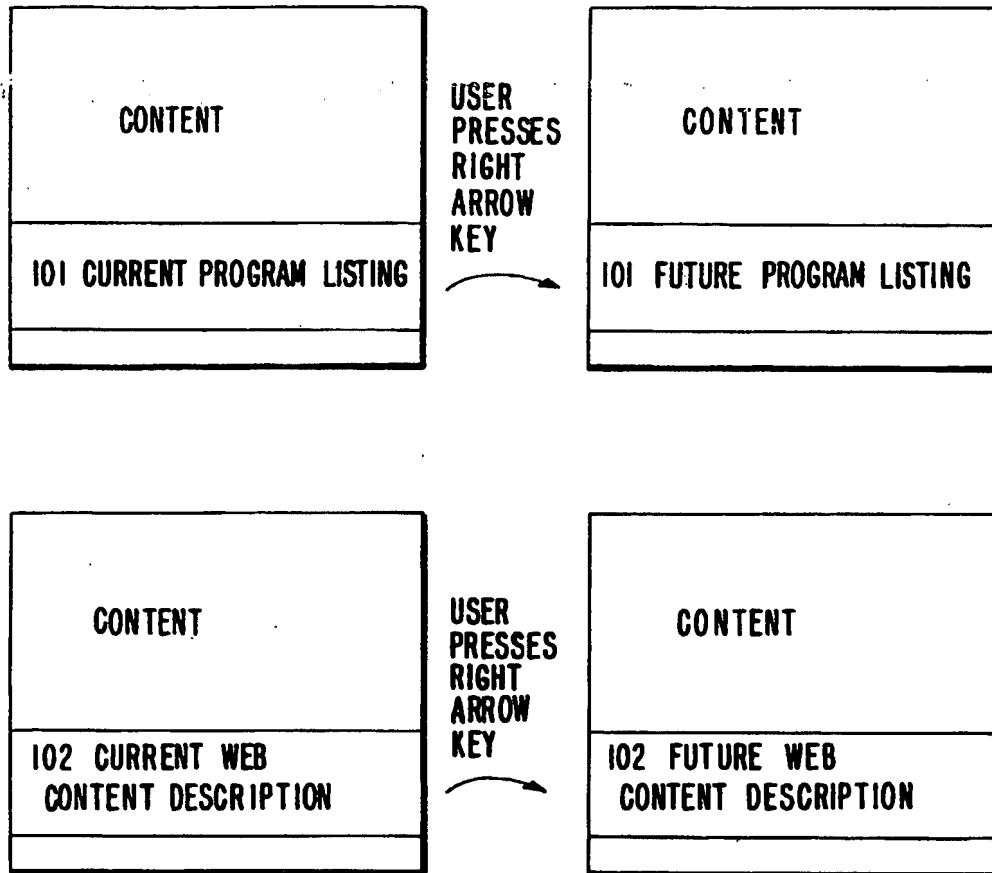 CONTENT
USER
PRESSES
RIGHT
ARROW
KEY
CONTENT
101 CURRENT PROGRAM LISTING
101 FUTURE PROGRAM LISTING
CONTENT
USER
PRESSES
RIGHT
ARROW
KEY
CONTENT
102 CURRENT WEB
CONTENT DESCRIPTION
102 FUTURE WEB
CONTENT DESCRIPTION